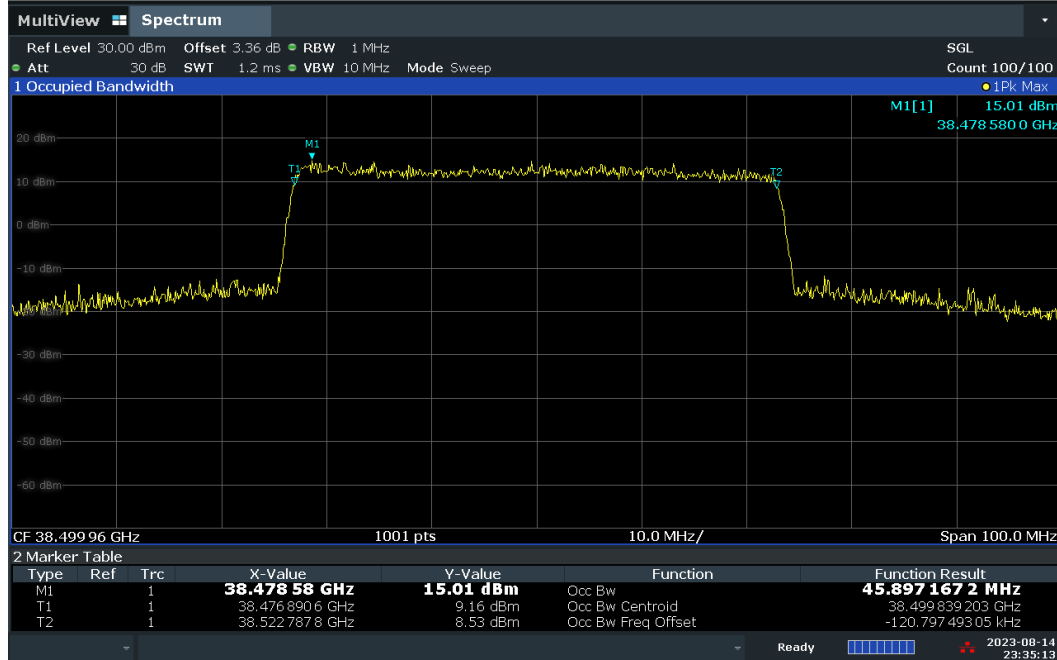 MultiView Spectrum
Ref Level 30.00 dBm Offset 3.36 dB RBW 1 MHz SGL
Att 30 dB SWT 1.2 ms VBW 10 MHz Mode Sweep Count 100/100
1 Occupied Bandwidth 1Pk Max
M1[1] 15.01 dBm
38.478 580 0 GHz
20 dBm
M1
T1
T2
10 dBm
0 dBm
-10 dBm
-30 dBm
-40 dBm
-50 dBm
-60 dBm
CF 38.499 96 GHz 1001 pts 10.0 MHz/ Span 100.0 MHz
2 Marker Table
Type Ref Trc X-Value Y-Value Function Function Result
M1 1 38.478 58 GHz 15.01 dBm Occ Bw 45.897 167 2 MHz
T1 1 38.476 890 6 GHz 9.16 dBm Occ Bw Centroid 38.499 839 203 GHz
T2 1 38.522 787 8 GHz 8.53 dBm Occ Bw Freq Offset -120.797 493 05 kHz
Ready 2023-08-14
23:35:13